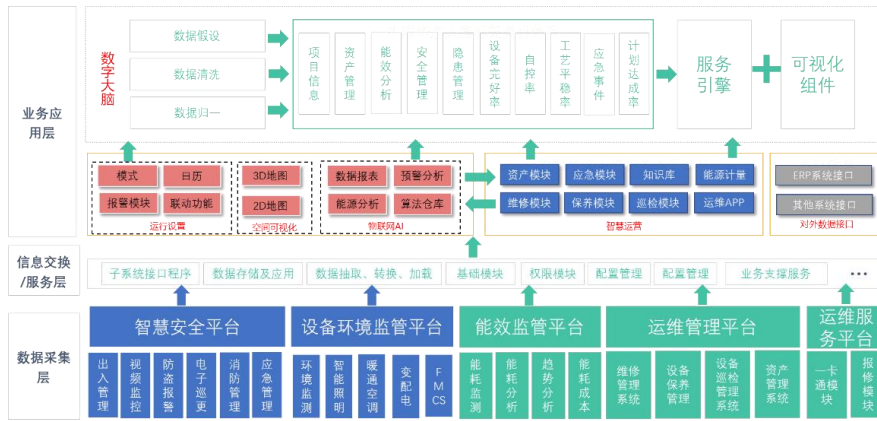 业务应
用层
数字大脑
数据假设
数据清洗
数据归一
项目信息
资产管理
能效分析
安全管理
隐患管理
设备完好率
自控率
工艺平稳率
应急事件
计划达成率
服务
引擎
可视化
组件
模式
日历
报警模块
联动功能
运行设置
3D地图
2D地图
空间可视化
数据报表
预警分析
能源分析
算法仓库
物联网AI
资产模块
应急模块
知识库
能源计量
维修模块
保养模块
巡检模块
运维APP
智慧运营
ERP系统接口
其他系统接口
对外数据接口
信息交换
/服务层
子系统接口程序
数据存储及应用
数据抽取、转换、加载
基础模块
权限模块
配置管理
配置管理
业务支撑服务
...
数据采集
层
智慧安全平台
出入管理
视频监控
防盗报警
电子巡更
消防管理
应急管理
设备环境监管平台
环境监测
智能照明
暖通空调
变配电
FMCS
能效监管平台
能耗监测
能耗分析
趋势分析
能耗成本
运维管理平台
维修管理系统
设备保养管理
设备巡检管理系统
资产管理系统
运维服
务平台
一卡通模块
报修模块